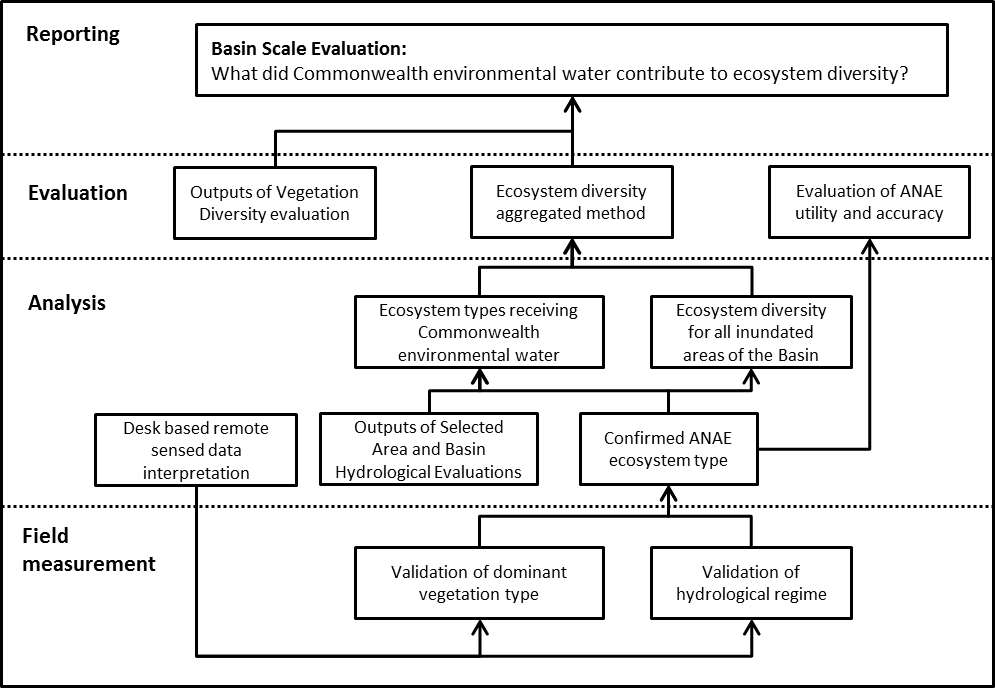 Reporting
Basin Scale Evaluation:
What did Commonwealth environmental water contribute to ecosystem diversity?
Evaluation
Outputs of Vegetation
Diversity evaluation
Ecosystem diversity
aggregated method
Evaluation of ANAE
utility and accuracy
Analysis
Ecosystem types receiving
Commonwealth
environmental water
Ecosystem diversity
for all inundated
areas of the Basin
Desk based remote
sensed data
interpretation
Outputs of Selected
Area and Basin
Hydrological Evaluations
Confirmed ANAE
ecosystem type
Field
measurement
Validation of dominant
vegetation type
Validation of
hydrological regime